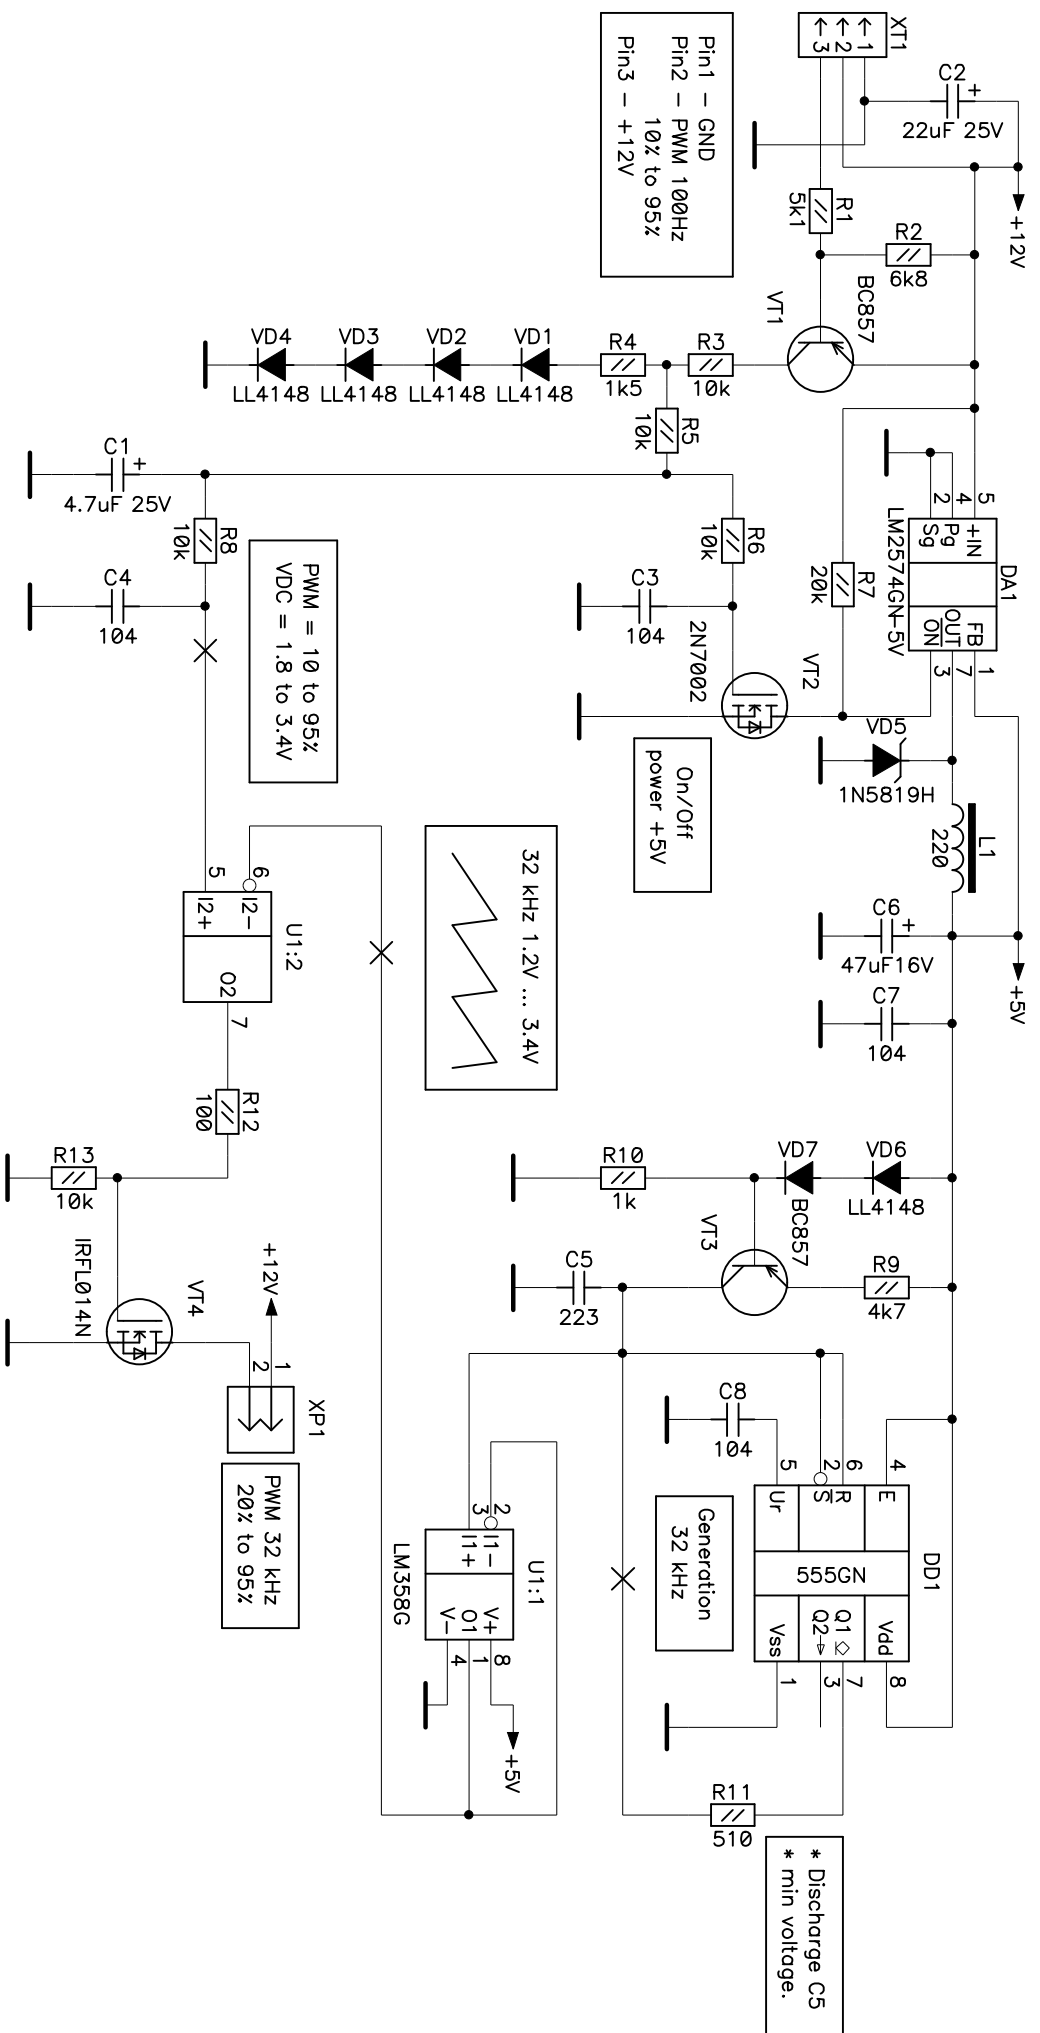 XT1
1
2
3
C2
+
22uF 25V
+12V
Pin1 – GND
Pin2 – PWM 100Hz
10% to 95%
Pin3 – +12V
R1
5k1
R2
6k8
BC857
VT1
VD4
LL4148
VD3
LL4148
VD2
LL4148
VD1
LL4148
R4
1k5
R3
10k
R5
10k
C1
+
4.7uF 25V
R8
10k
C4
104
PWM = 10 to 95%
VDC = 1.8 to 3.4V
R6
10k
C3
104
R7
20k
2N7002
VT2
DA1
LM2574GN-5V
5
4
2
+IN
Pg
Sg
FB
OUT
ON
1
7
3
On/Off
power +5V
VD5
1N5819H
L1
220
C6
+
47uF16V
+5V
C7
104
32 kHz 1.2V ... 3.4V
6
5
I2-
I2+
O2
7
U1:2
R12
100
R13
10k
IRFL014N
VT4
+12V
1
2
XP1
PWM 32 kHz
20% to 95%
R10
1k
VD7
VD6
LL4148
BC857
VT3
R9
4k7
C5
223
C8
104
4
6
2
5
E
R
S
Ur
555GN
Vdd
Q1
Q2
Vss
8
7
3
1
DD1
Generation
32 kHz
2
3
I1-
I1+
V+
O1
V-
8
1
4
U1:1
LM358G
+5V
R11
510
* Discharge C5
* min voltage.